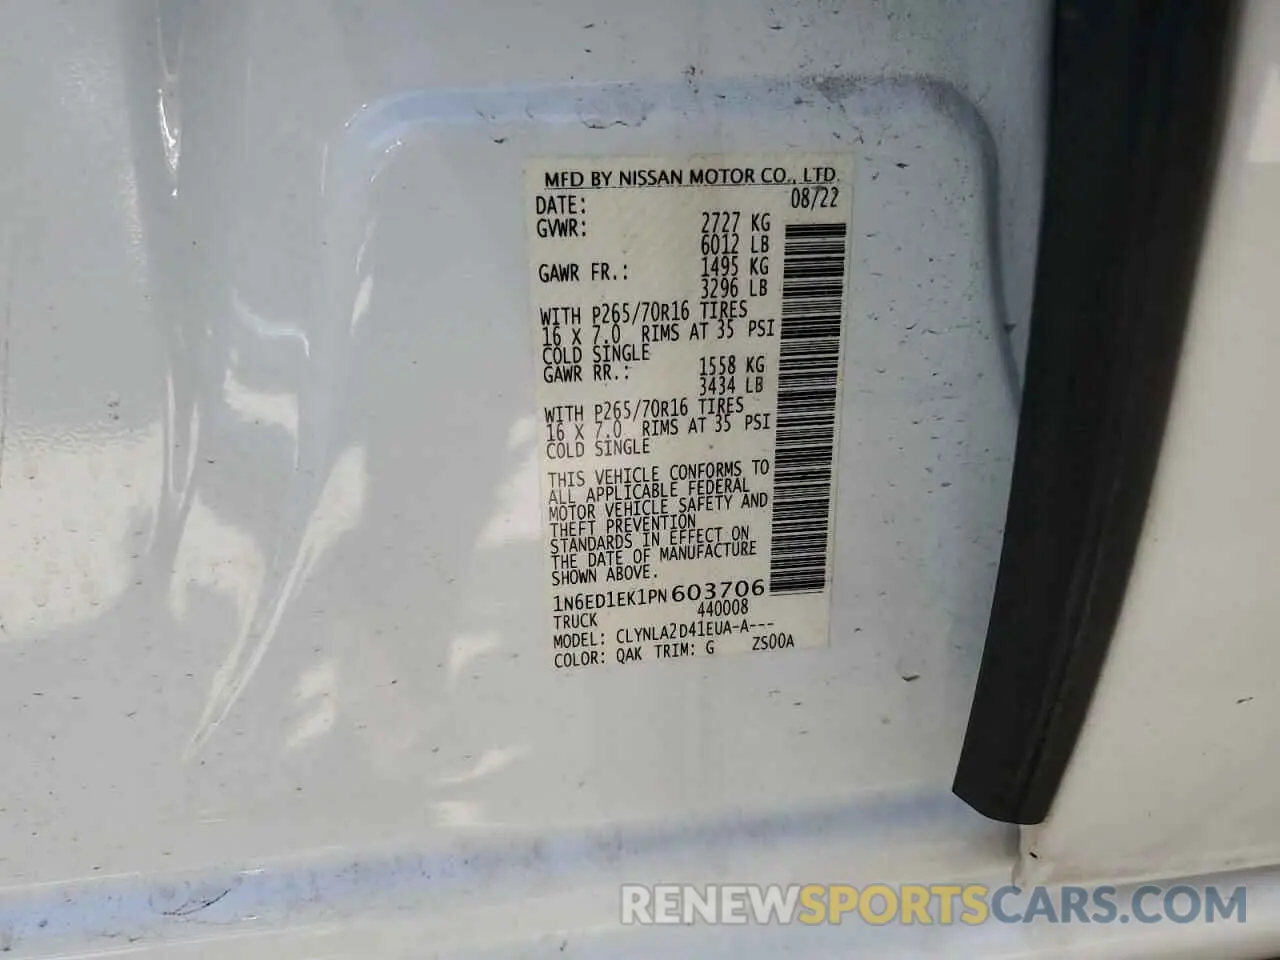 MFD BY NISSAN MOTOR CO., LTD.
DATE: 08/22
GVWR: 2727 KG
6012 LB
GAWR FR.: 1495 KG
3296 LB
WITH P265/70R16 TIRES
16 X 7.0 RIMS AT 35 PSI
COLD SINGLE
GAWR RR.: 1558 KG
3434 LB
WITH P265/70R16 TIRES
16 X 7.0 RIMS AT 35 PSI
COLD SINGLE
THIS VEHICLE CONFORMS TO
ALL APPLICABLE FEDERAL
MOTOR VEHICLE SAFETY AND
THEFT PREVENTION
STANDARDS IN EFFECT ON
THE DATE OF MANUFACTURE
SHOWN ABOVE.
1N6ED1EK1PN603706
TRUCK 440008
MODEL: CLYNLA2D41EUA-A---
COLOR: QAK TRIM: G ZS00A
RENEWSPORTSCARS.COM